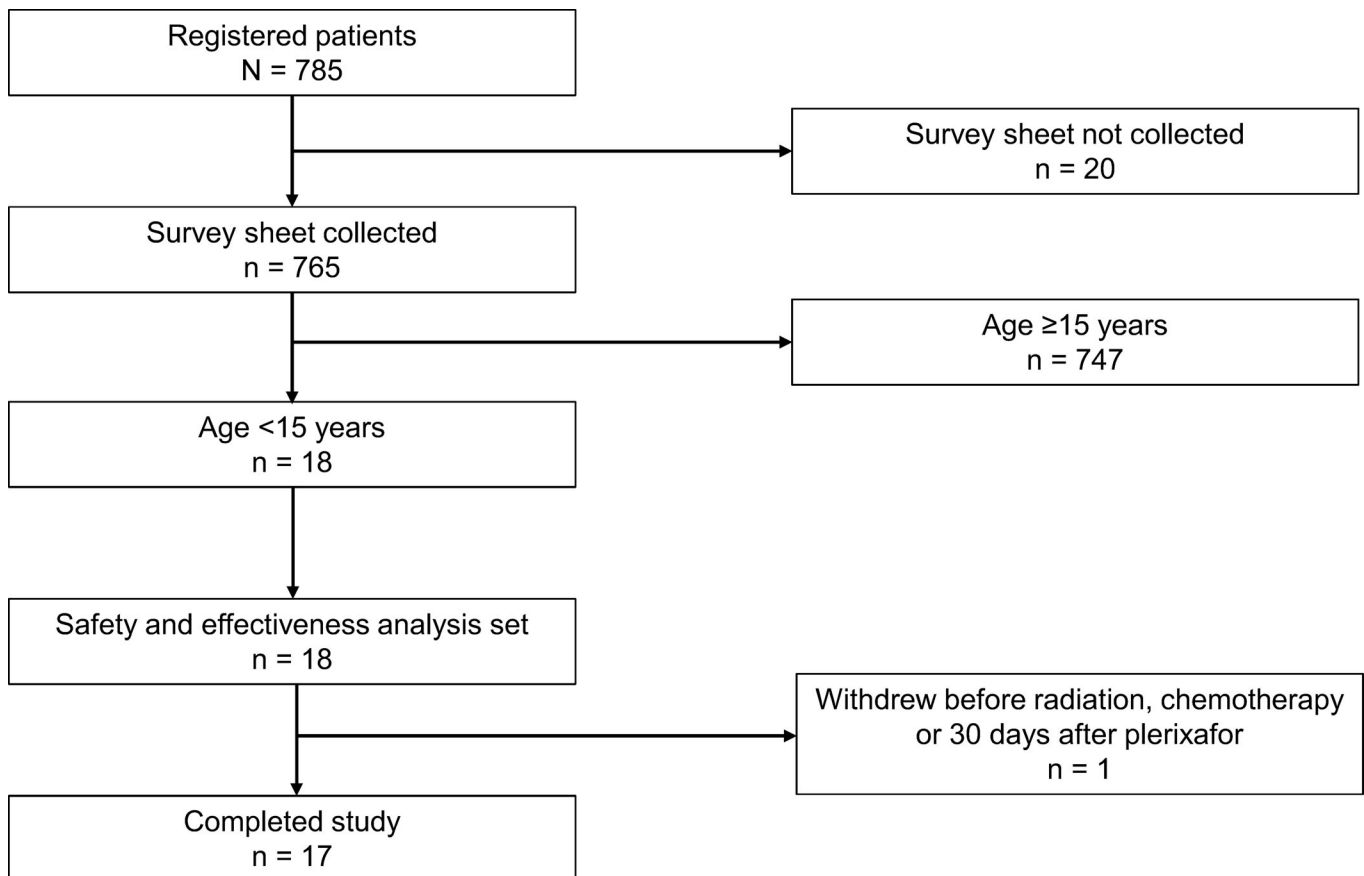 Registered patients
N = 785
Survey sheet not collected
n = 20
Survey sheet collected
n = 765
Age ≥15 years
n = 747
Age <15 years
n = 18
Safety and effectiveness analysis set
n = 18
Withdrew before radiation, chemotherapy
or 30 days after plerixafor
n = 1
Completed study
n = 17